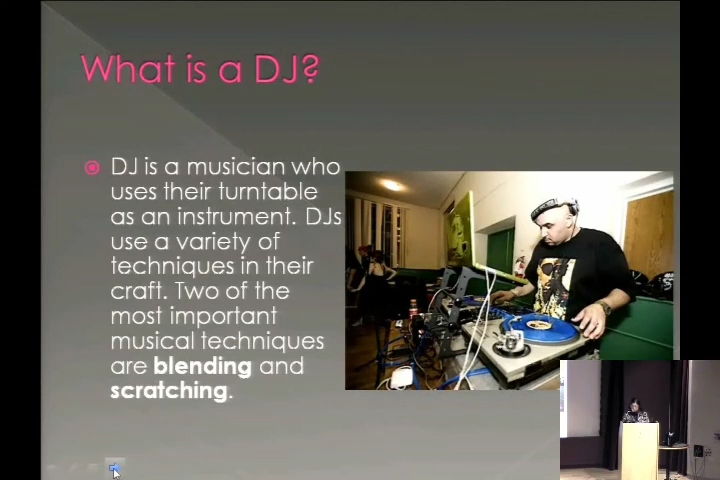 What is a DJ?
DJ is a musician who
uses their turntable
as an instrument. DJs
use a variety of
techniques in their
craft. Two of the
most important
musical techniques
are blending and
scratching.